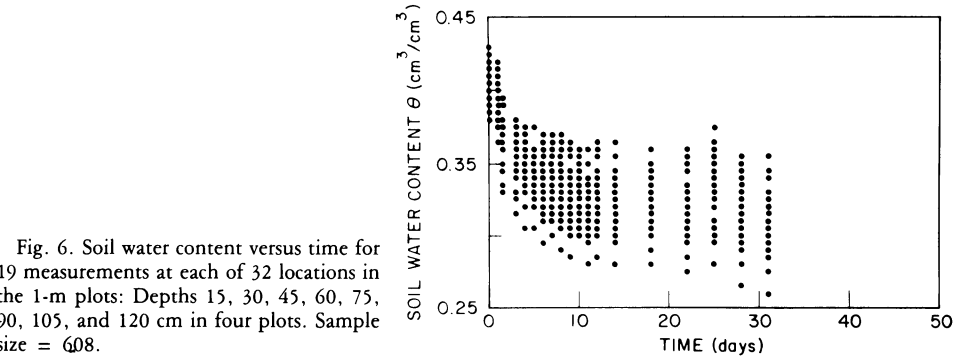 Fig. 6. Soil water content versus time for
19 measurements at each of 32 locations in
the 1-m plots: Depths 15, 30, 45, 60, 75,
90, 105, and 120 cm in four plots. Sample
size = 608.
SOIL WATER CONTENT θ (cm³/cm³)
0.45
0.35
0.25
0
10
20
30
40
50
TIME (days)